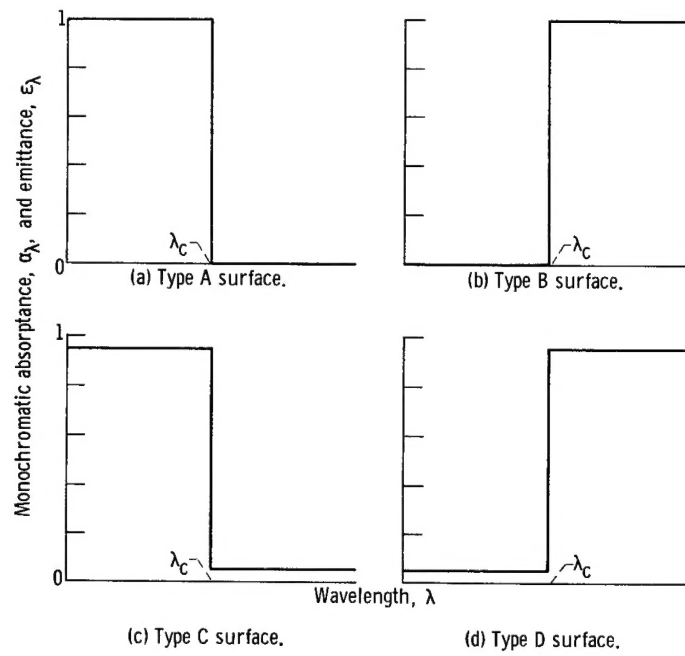 Monochromatic absorptance, αλ, and emittance, ελ
1
0
λC
(a) Type A surface.
λC
(b) Type B surface.
1
0
λC
λC
Wavelength, λ
(c) Type C surface.
(d) Type D surface.